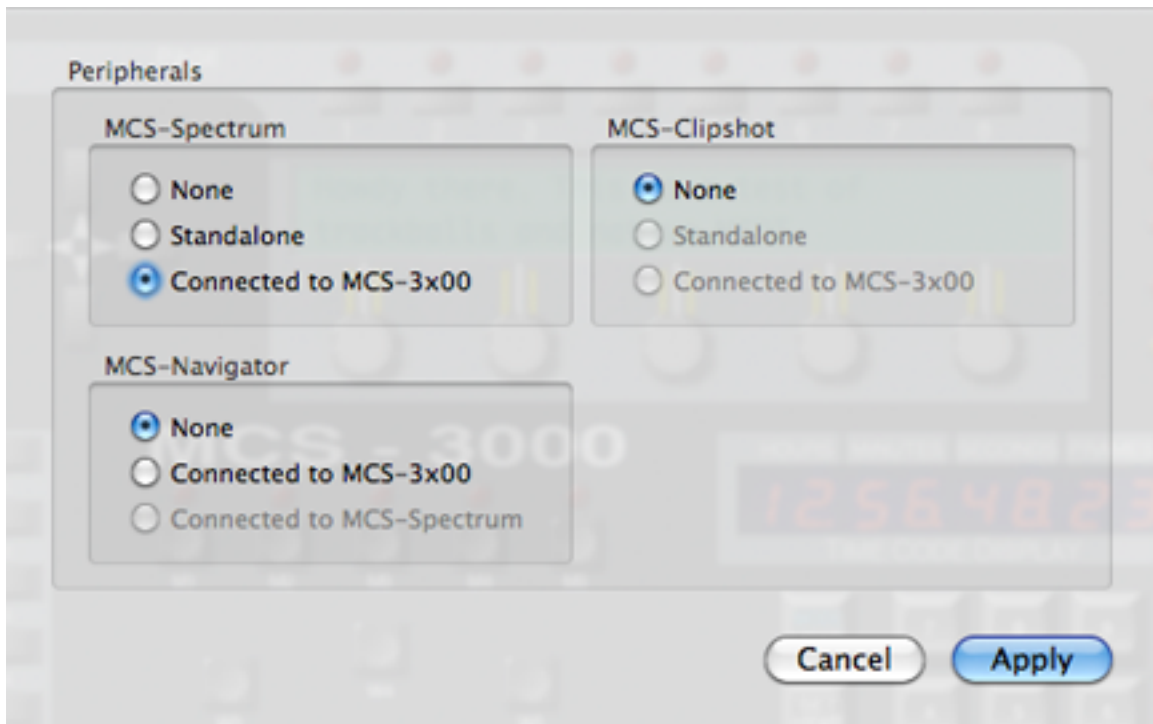 Peripherals
MCS-Spectrum
None
Standalone
Connected to MCS-3x00
MCS-Clipshot
None
Standalone
Connected to MCS-3x00
MCS-Navigator
None
Connected to MCS-3x00
Connected to MCS-Spectrum
MCS - 3000
12564823
Cancel
Apply